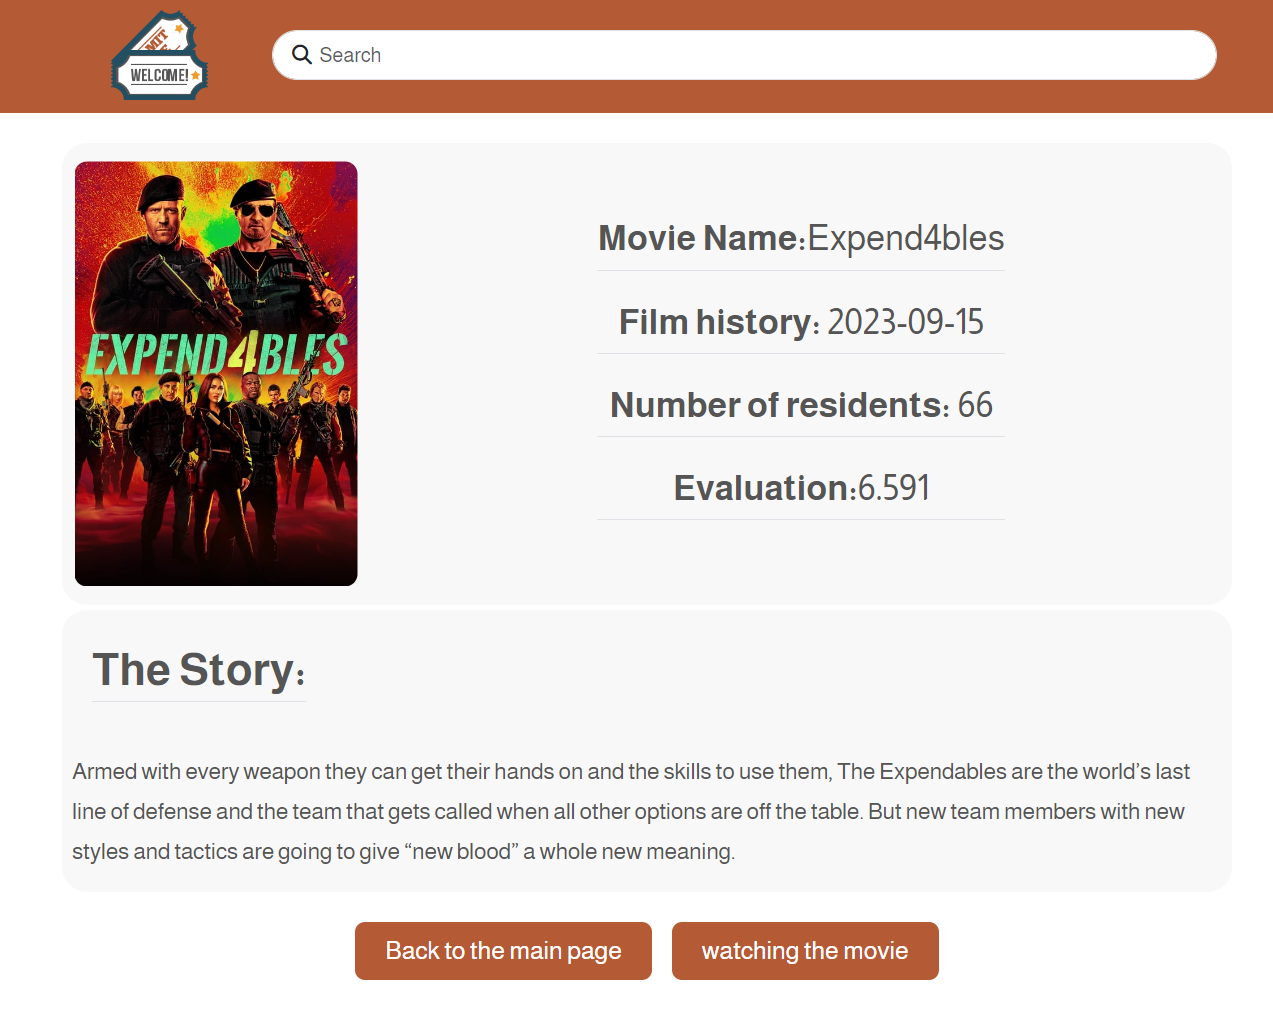 MIT
WELCOME!
Search
EXPEND4BLES
Movie Name:Expend4bles
Film history: 2023-09-15
Number of residents: 66
Evaluation:6.591
The Story:
Armed with every weapon they can get their hands on and the skills to use them, The Expendables are the world’s last
line of defense and the team that gets called when all other options are off the table. But new team members with new
styles and tactics are going to give “new blood” a whole new meaning.
Back to the main page
watching the movie